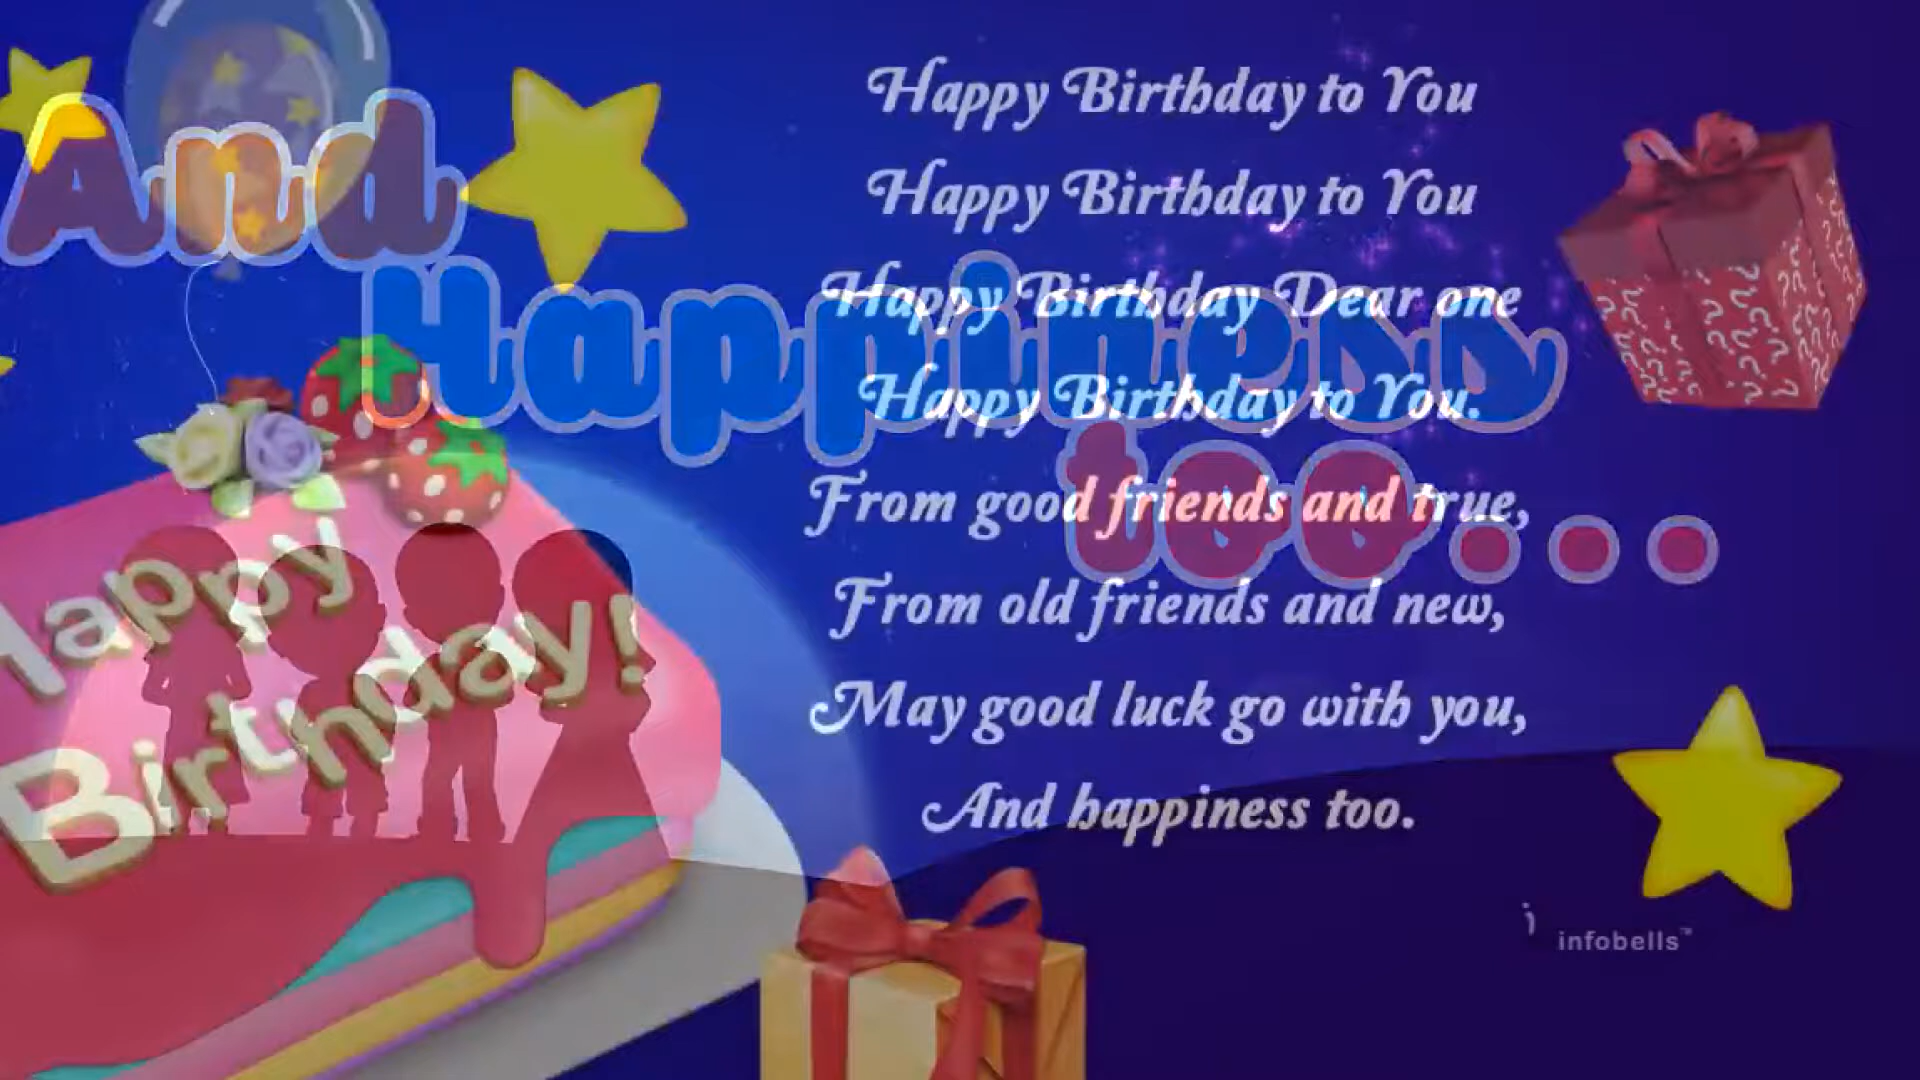 And
Happiness
too...
Happy Birthday to You
Happy Birthday to You
Happy Birthday Dear one
Happy Birthday to You.
From good friends and true,
From old friends and new,
May good luck go with you,
And happiness too.
Happy
Birthday!
infobells™